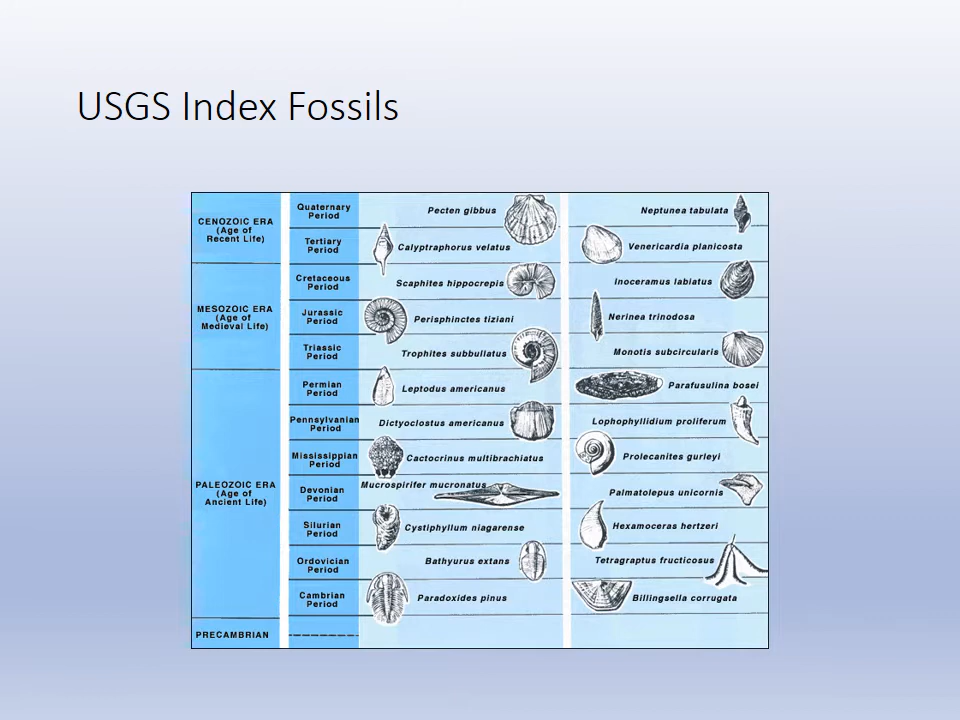 USGS Index Fossils
CENOZOIC ERA
(Age of
Recent Life)
Quaternary
Period
Pecten gibbus
Neptunea tabulata
Tertiary
Period
Calyptraphorus velatus
Venericardia planicosta
MESOZOIC ERA
(Age of
Medieval Life)
Cretaceous
Period
Scaphites hippocrepis
Inoceramus labiatus
Jurassic
Period
Perisphinctes tiziani
Nerinea trinodosa
Triassic
Period
Trophites subbullatus
Monotis subcircularis
PALEOZOIC ERA
(Age of
Ancient Life)
Permian
Period
Leptodus americanus
Parafusulina bosei
Pennsylvanian
Period
Dictyoclostus americanus
Lophophyllidium proliferum
Mississippian
Period
Cactocrinus multibrachiatus
Prolecanites gurleyi
Devonian
Period
Mucrospirifer mucronatus
Palmatolepus unicornis
Silurian
Period
Cystiphyllum niagarense
Hexamoceras hertzeri
Ordovician
Period
Bathyurus extans
Tetragraptus fructicosus
Cambrian
Period
Paradoxides pinus
Billingsella corrugata
PRECAMBRIAN